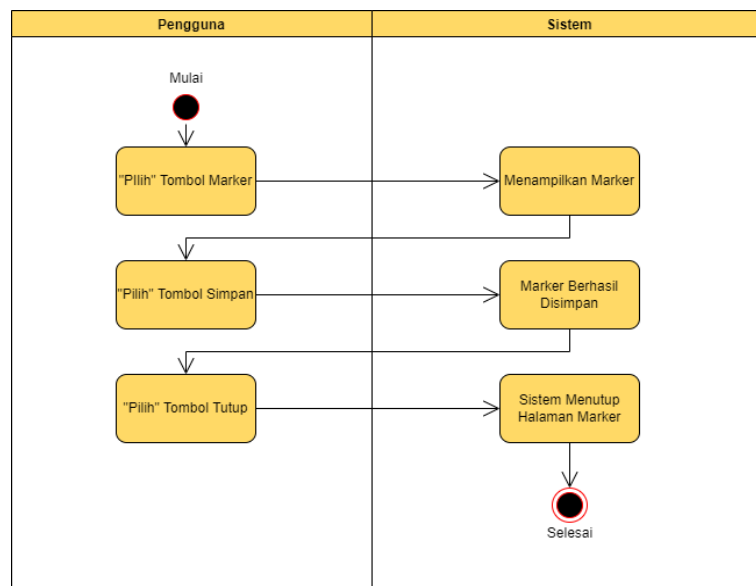 Pengguna
Sistem
Mulai
"PIlih" Tombol Marker
Menampilkan Marker
"Pilih" Tombol Simpan
Marker Berhasil
Disimpan
"Pilih" Tombol Tutup
Sistem Menutup
Halaman Marker
Selesai